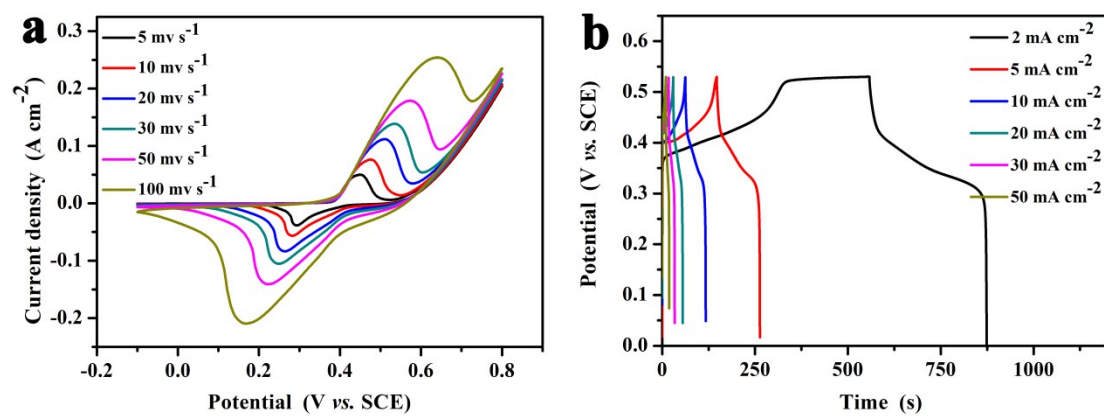 a
0.3
0.2
0.1
0.0
-0.1
-0.2
Current density (A cm⁻²)
5 mv s⁻¹
10 mv s⁻¹
20 mv s⁻¹
30 mv s⁻¹
50 mv s⁻¹
100 mv s⁻¹
-0.2 0.0 0.2 0.4 0.6 0.8
Potential (V vs. SCE)
b
0.6
0.5
0.4
0.3
0.2
0.1
0.0
Potential (V vs. SCE)
2 mA cm⁻²
5 mA cm⁻²
10 mA cm⁻²
20 mA cm⁻²
30 mA cm⁻²
50 mA cm⁻²
0 250 500 750 1000
Time (s)